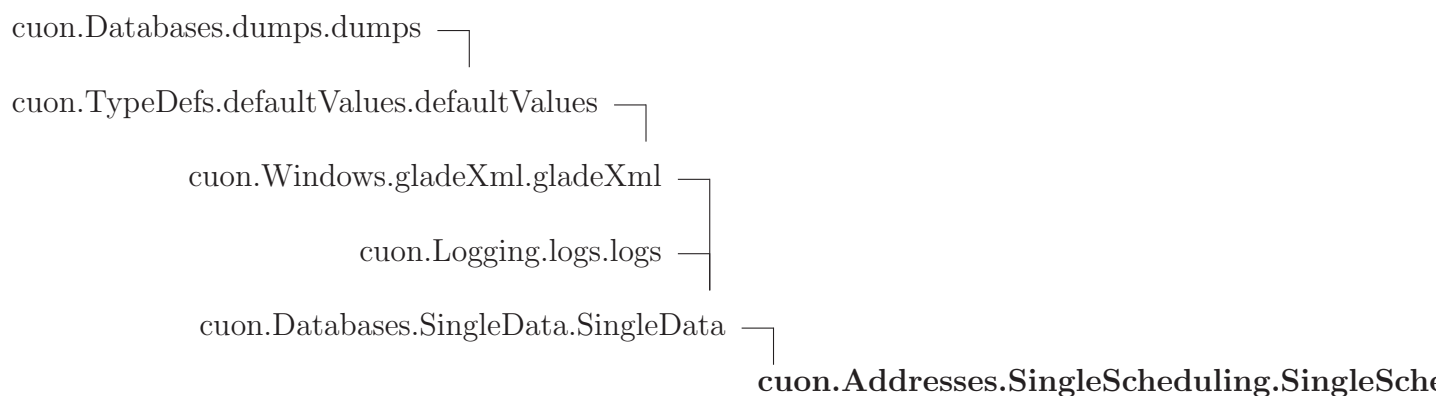 cuon.Databases.dumps.dumps
cuon.TypeDefs.defaultValues.defaultValues
cuon.Windows.gladeXml.gladeXml
cuon.Logging.logs.logs
cuon.Databases.SingleData.SingleData
cuon.Addresses.SingleScheduling.SingleSche